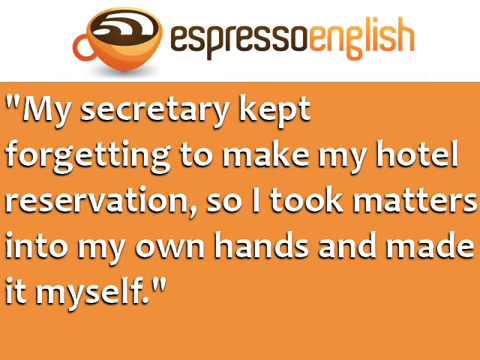 espressoenglish
"My secretary kept
forgetting to make my hotel
reservation, so I took matters
into my own hands and made
it myself."